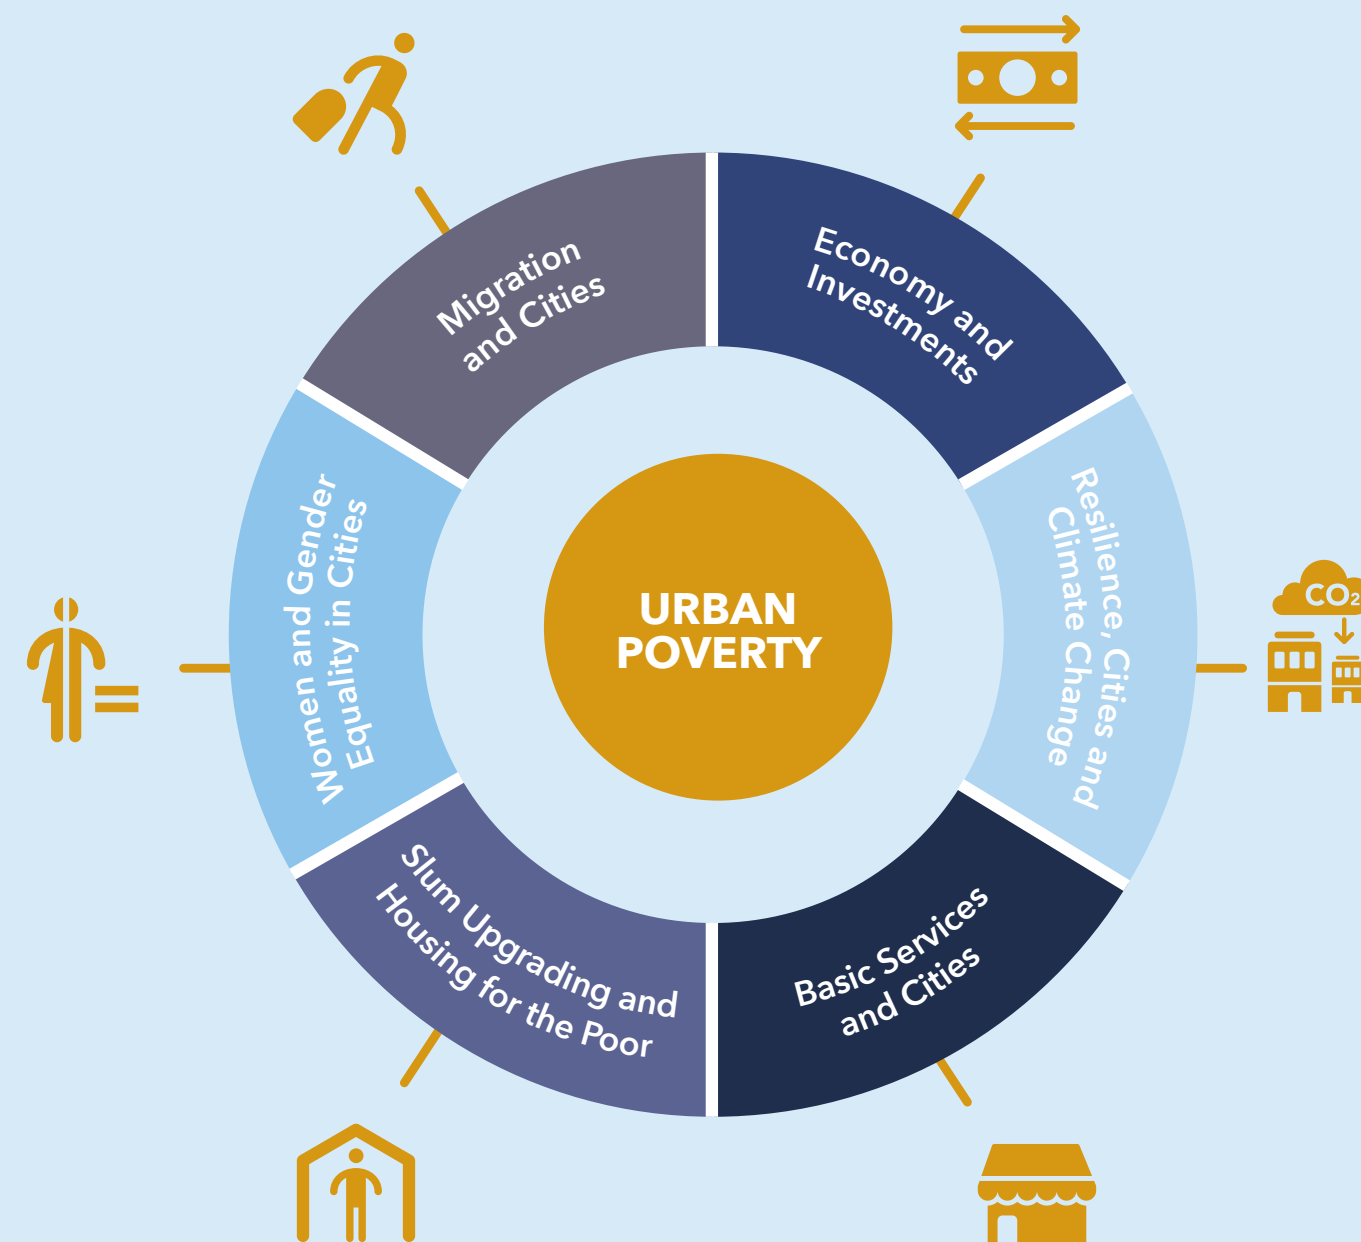 Migration
and Cities
Economy and
Investments
Women and Gender
Equality in Cities
URBAN
POVERTY
Resilience, Cities and
Climate Change
CO₂
Slum Upgrading and
Housing for the Poor
Basic Services
and Cities